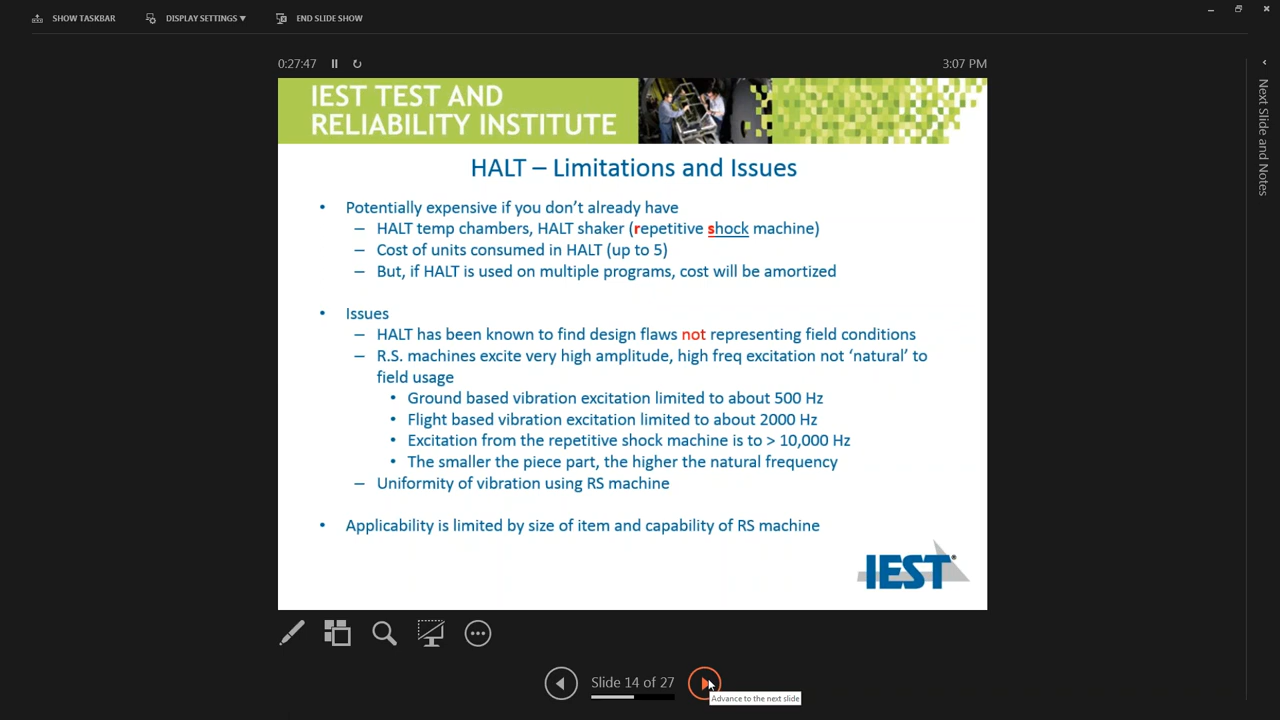 SHOW TASKBAR DISPLAY SETTINGS ▾ END SLIDE SHOW
0:27:47 3:07 PM
Next Slide and Notes
IEST TEST AND
RELIABILITY INSTITUTE
HALT – Limitations and Issues
• Potentially expensive if you don’t already have
– HALT temp chambers, HALT shaker (repetitive shock machine)
– Cost of units consumed in HALT (up to 5)
– But, if HALT is used on multiple programs, cost will be amortized
• Issues
– HALT has been known to find design flaws not representing field conditions
– R.S. machines excite very high amplitude, high freq excitation not ‘natural’ to
field usage
• Ground based vibration excitation limited to about 500 Hz
• Flight based vibration excitation limited to about 2000 Hz
• Excitation from the repetitive shock machine is to > 10,000 Hz
• The smaller the piece part, the higher the natural frequency
– Uniformity of vibration using RS machine
• Applicability is limited by size of item and capability of RS machine
IEST®
Slide 14 of 27
Advance to the next slide